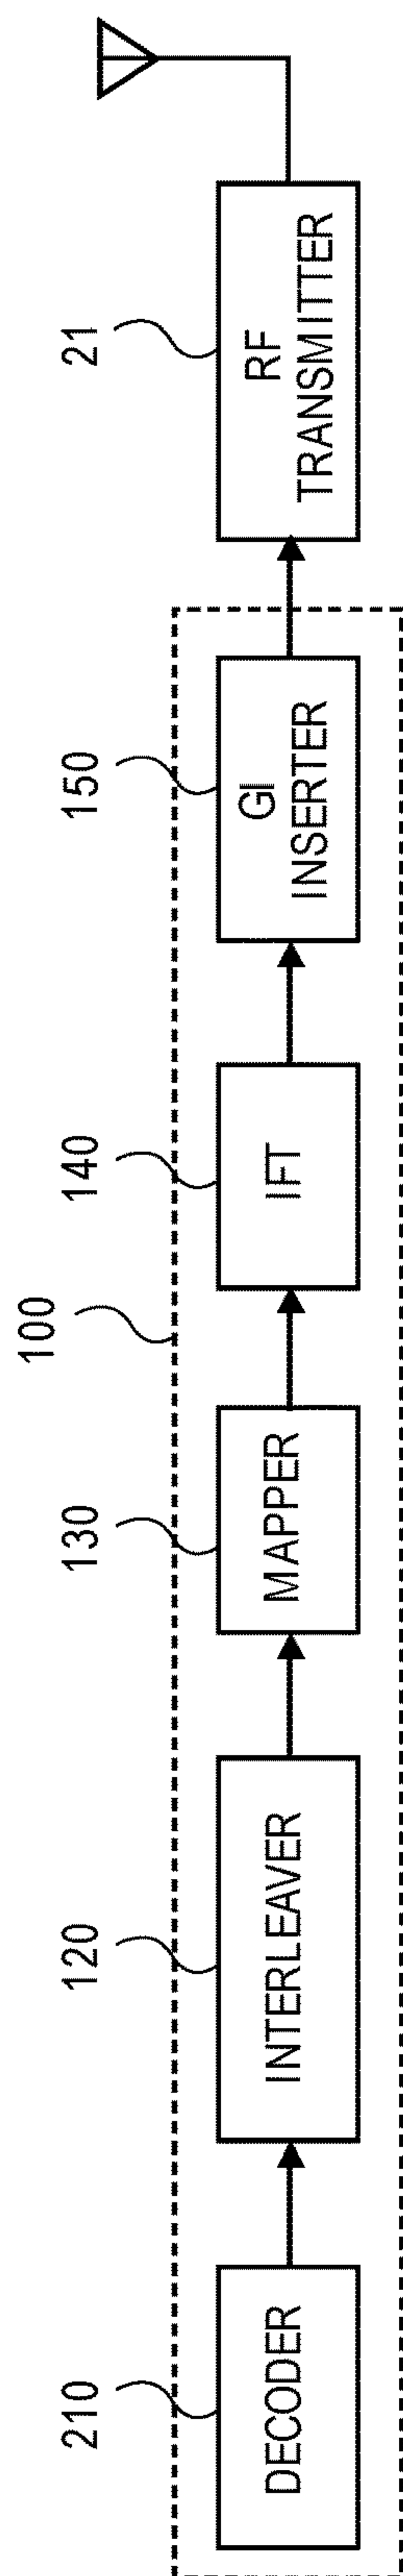 100
210
DECODER
120
INTERLEAVER
130
MAPPER
140
IFT
150
GI
INSERTER
21
RF
TRANSMITTER